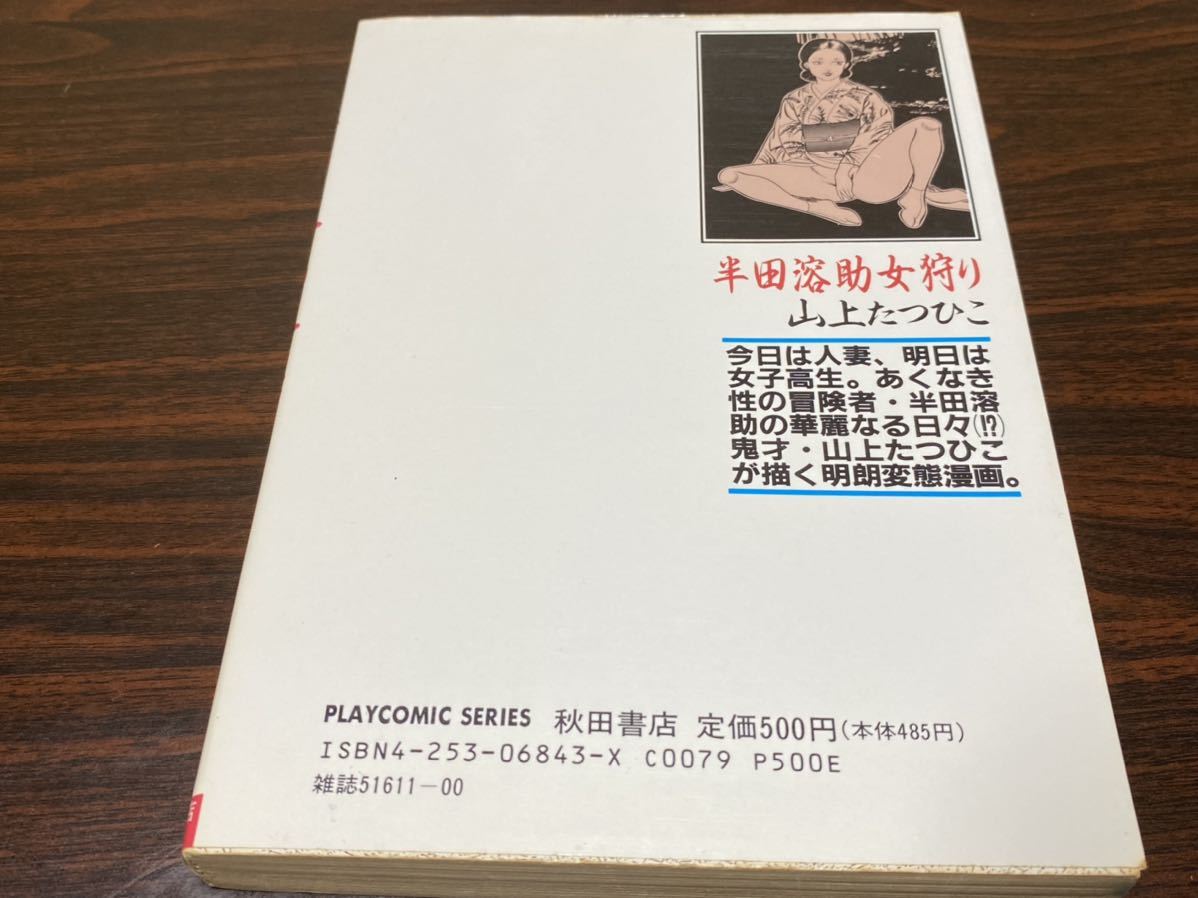 半田溶助女狩り
山上たつひこ
今日は人妻、明日は
女子高生。あくなき
性の冒険者・半田溶
助の華麗なる日々(!?)
鬼才・山上たつひこ
が描く明朗変態漫画。
PLAYCOMIC SERIES 秋田書店 定価500円(本体485円)
ISBN4-253-06843-X C0079 P500E
雑誌51611-00